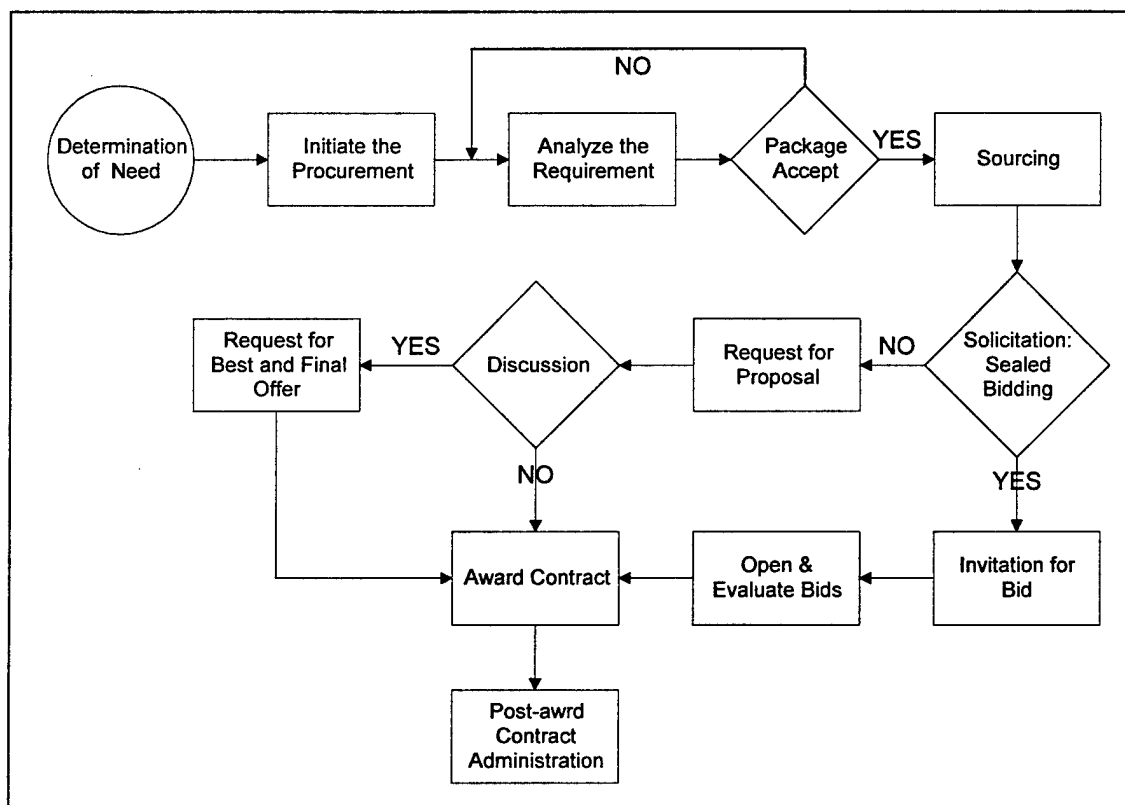 NO
Determination
of Need
Initiate the
Procurement
Analyze the
Requirement
Package
Accept
YES
Sourcing
Request for
Best and Final
Offer
YES
Discussion
Request for
Proposal
NO
Solicitation:
Sealed
Bidding
NO
YES
Award Contract
Open &
Evaluate Bids
Invitation for
Bid
Post-awrd
Contract
Administration